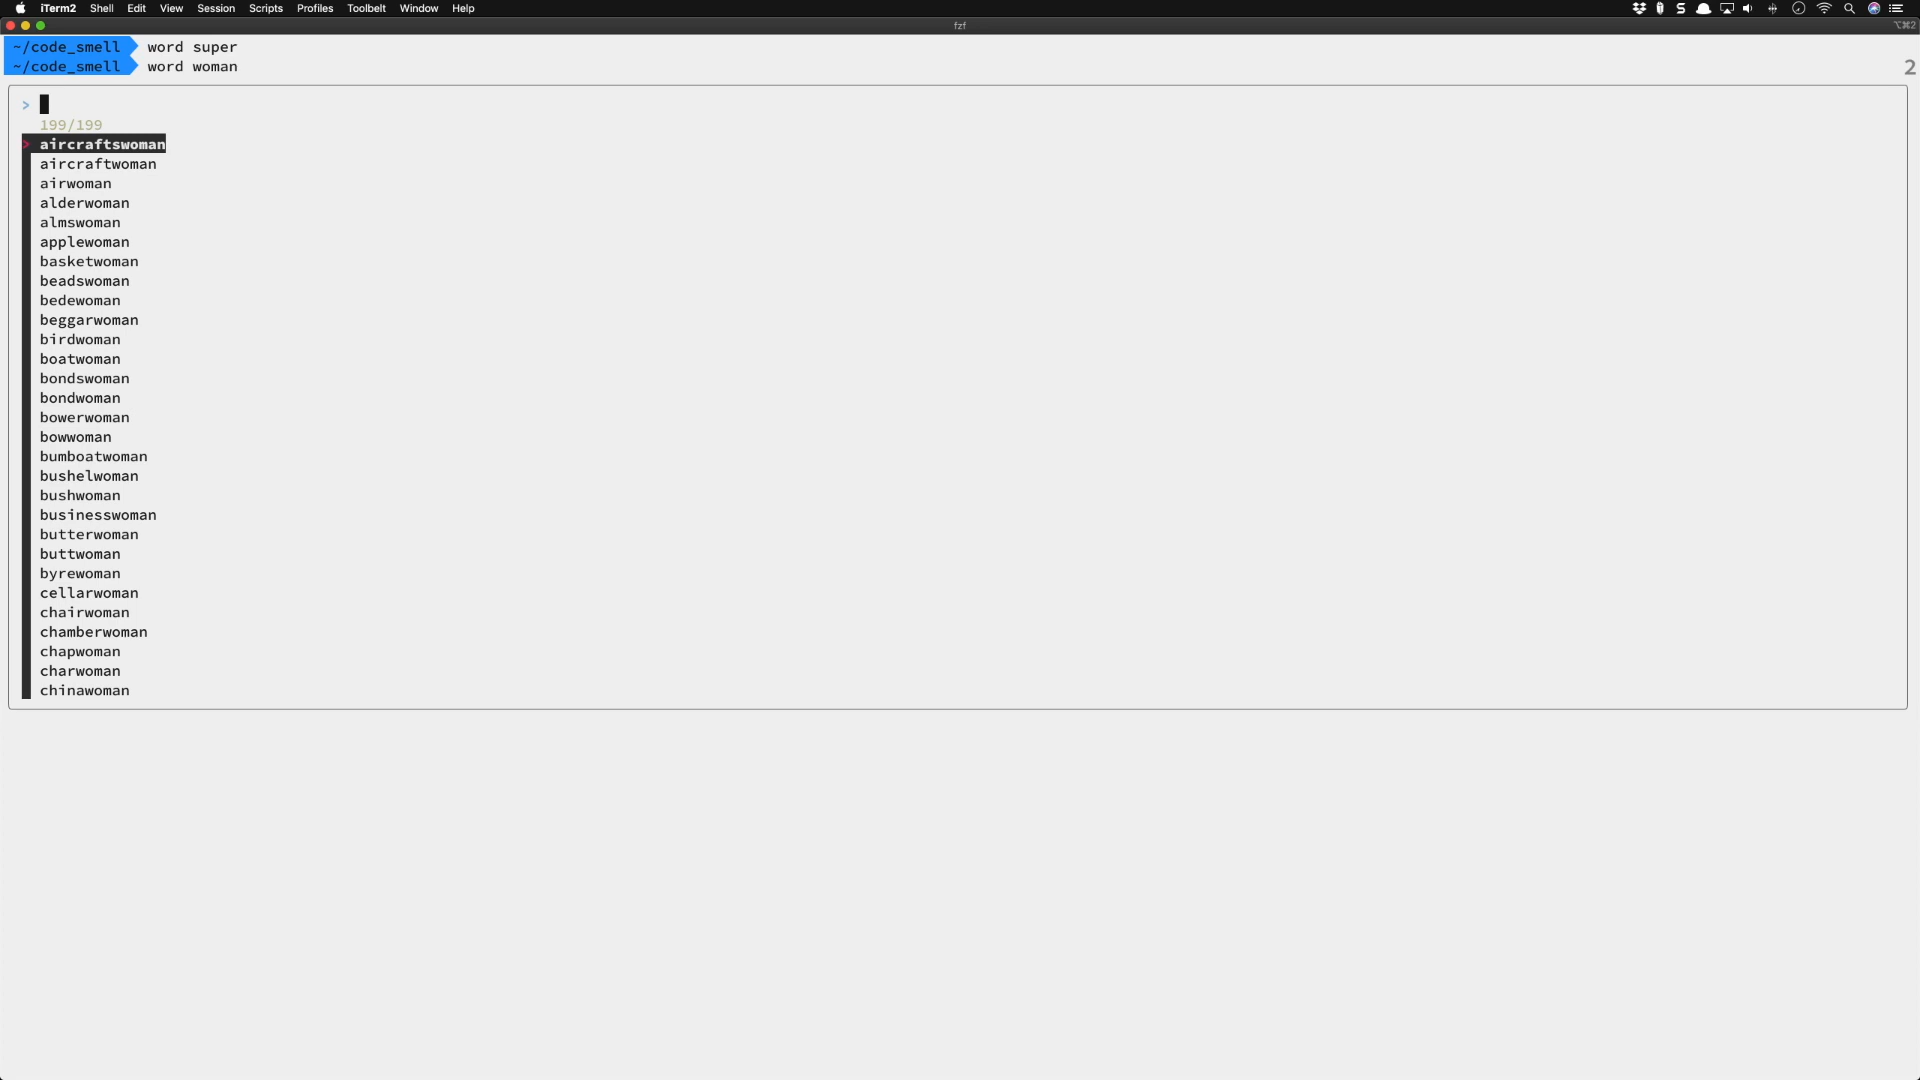 iTerm2 Shell Edit View Session Scripts Profiles Toolbelt Window Help
fzf ⌥⌘2
~/code_smell word super
~/code_smell word woman
2
>
199/199
> aircraftswoman
aircraftwoman
airwoman
alderwoman
almswoman
applewoman
basketwoman
beadswoman
bedewoman
beggarwoman
birdwoman
boatwoman
bondswoman
bondwoman
bowerwoman
bowwoman
bumboatwoman
bushelwoman
bushwoman
businesswoman
butterwoman
buttwoman
byrewoman
cellarwoman
chairwoman
chamberwoman
chapwoman
charwoman
chinawoman